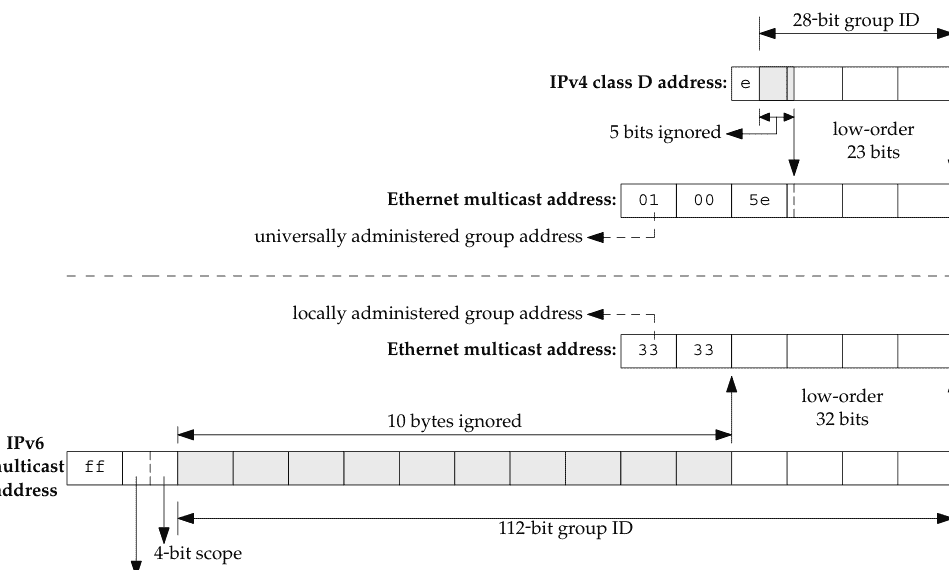 28-bit group ID
IPv4 class D address:
e
5 bits ignored
low-order
23 bits
Ethernet multicast address:
01 00 5e
universally administered group address
locally administered group address
Ethernet multicast address:
33 33
low-order
32 bits
10 bytes ignored
IPv6
ulticast
ddress
ff
112-bit group ID
4-bit scope